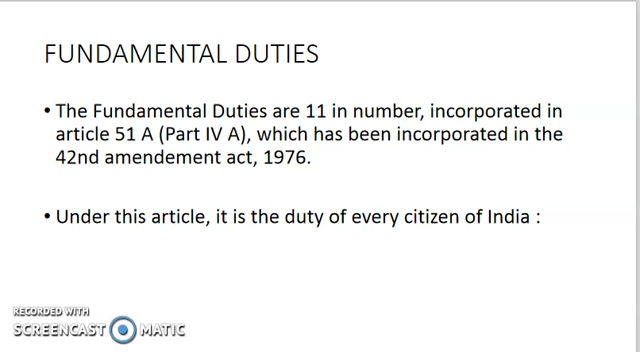 FUNDAMENTAL DUTIES
• The Fundamental Duties are 11 in number, incorporated in
article 51 A (Part IV A), which has been incorporated in the
42nd amendement act, 1976.
• Under this article, it is the duty of every citizen of India :
RECORDED WITH
SCREENCAST MATIC